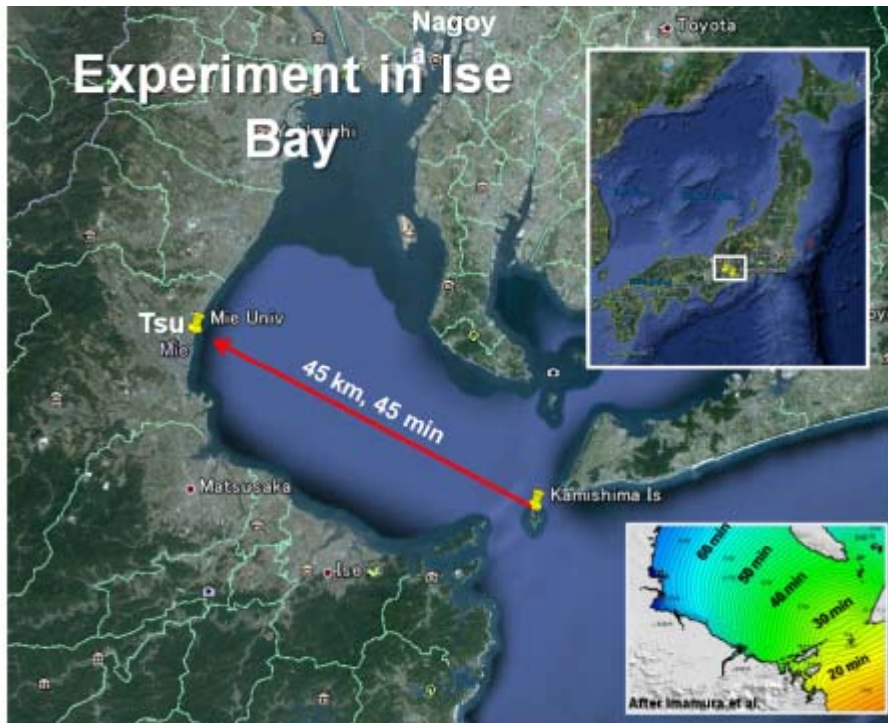 Nagoy
a
Toyota
Experiment in Ise
Bay
Tsu
Mie Univ
Mie
45 km, 45 min
Kamishima Is
Matsusaka
Ise
60 min
50 min
40 min
30 min
20 min
After Imamura et al.